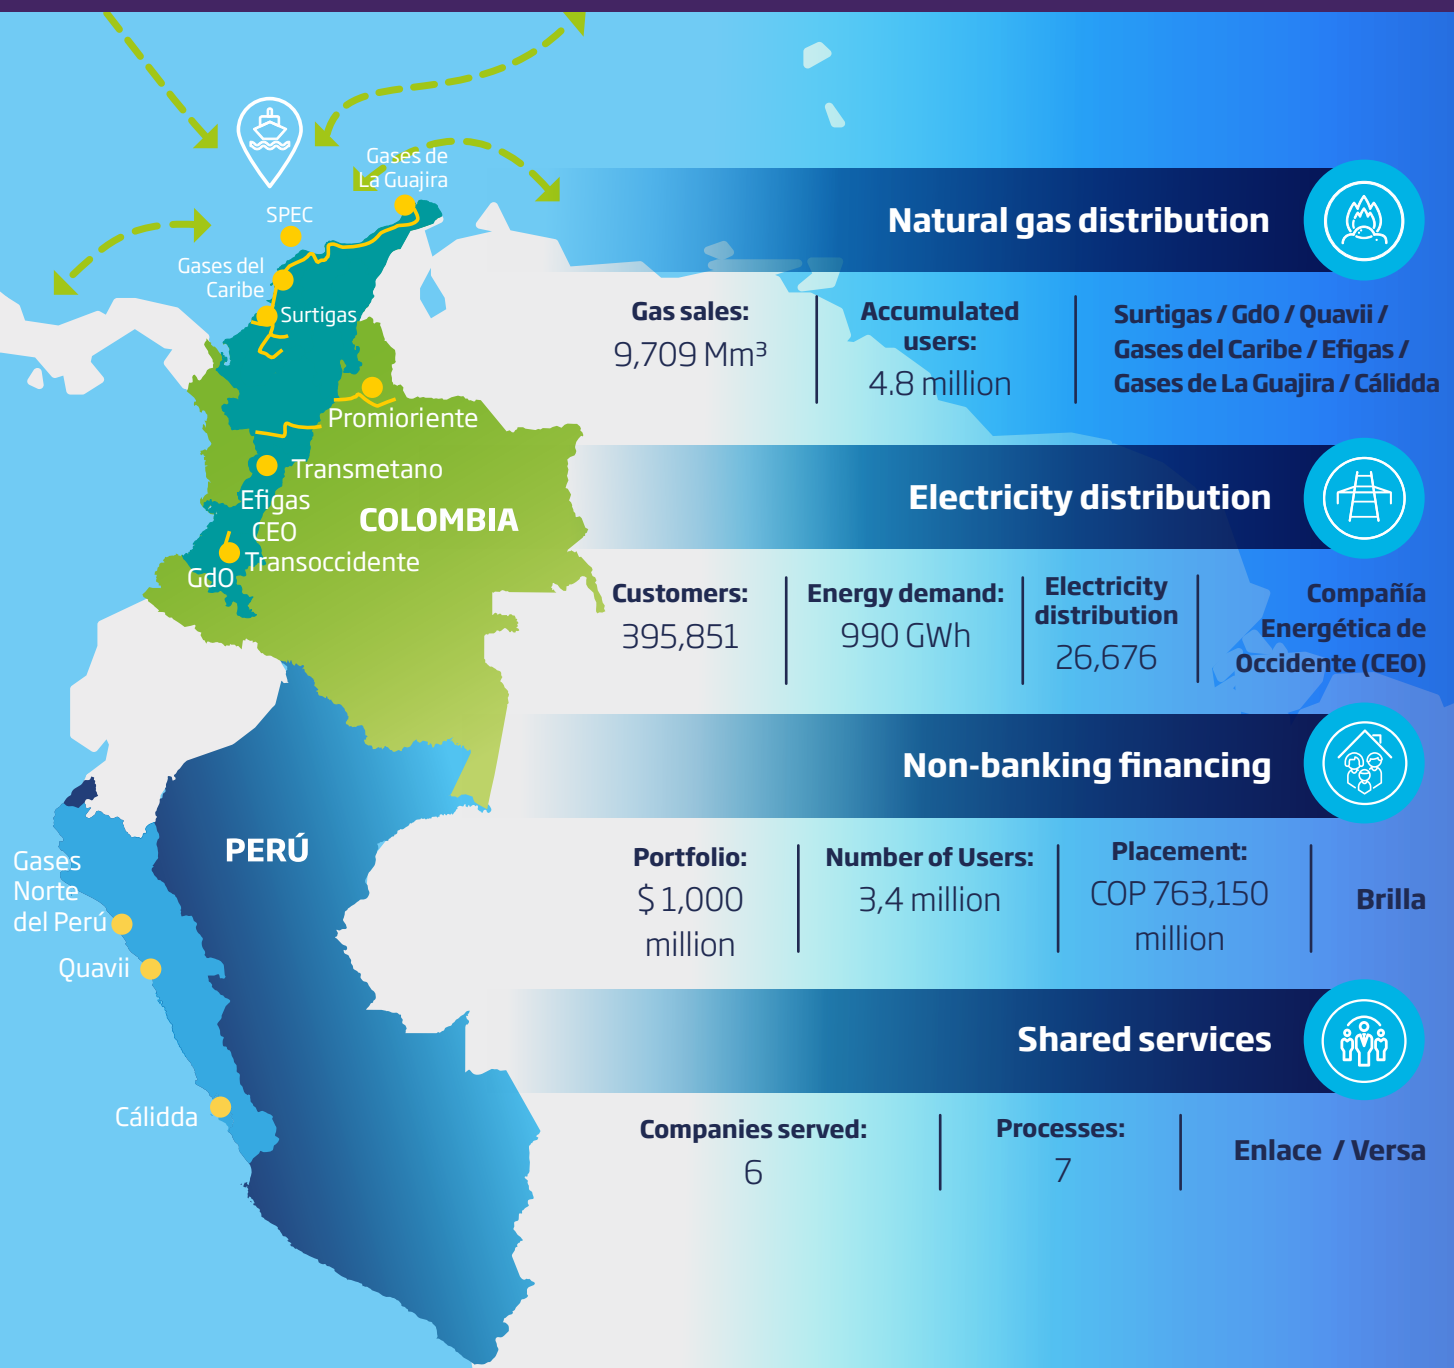 Gases de
La Guajira
SPEC
Gases del
Caribe
Surtigas
Promioriente
Transmetano
Efigas
CEO
COLOMBIA
Transoccidente
GdO
PERÚ
Gases
Norte
del Perú
Quavii
Cálidda
Natural gas distribution
Gas sales:
9,709 Mm³
Accumulated
users:
4.8 million
Surtigas / GdO / Quavii /
Gases del Caribe / Efigas /
Gases de La Guajira / Cálidda
Electricity distribution
Customers:
395,851
Energy demand:
990 GWh
Electricity
distribution
26,676
Compañía
Energética de
Occidente (CEO)
Non-banking financing
Portfolio:
$ 1,000
million
Number of Users:
3,4 million
Placement:
COP 763,150
million
Brilla
Shared services
Companies served:
6
Processes:
7
Enlace / Versa